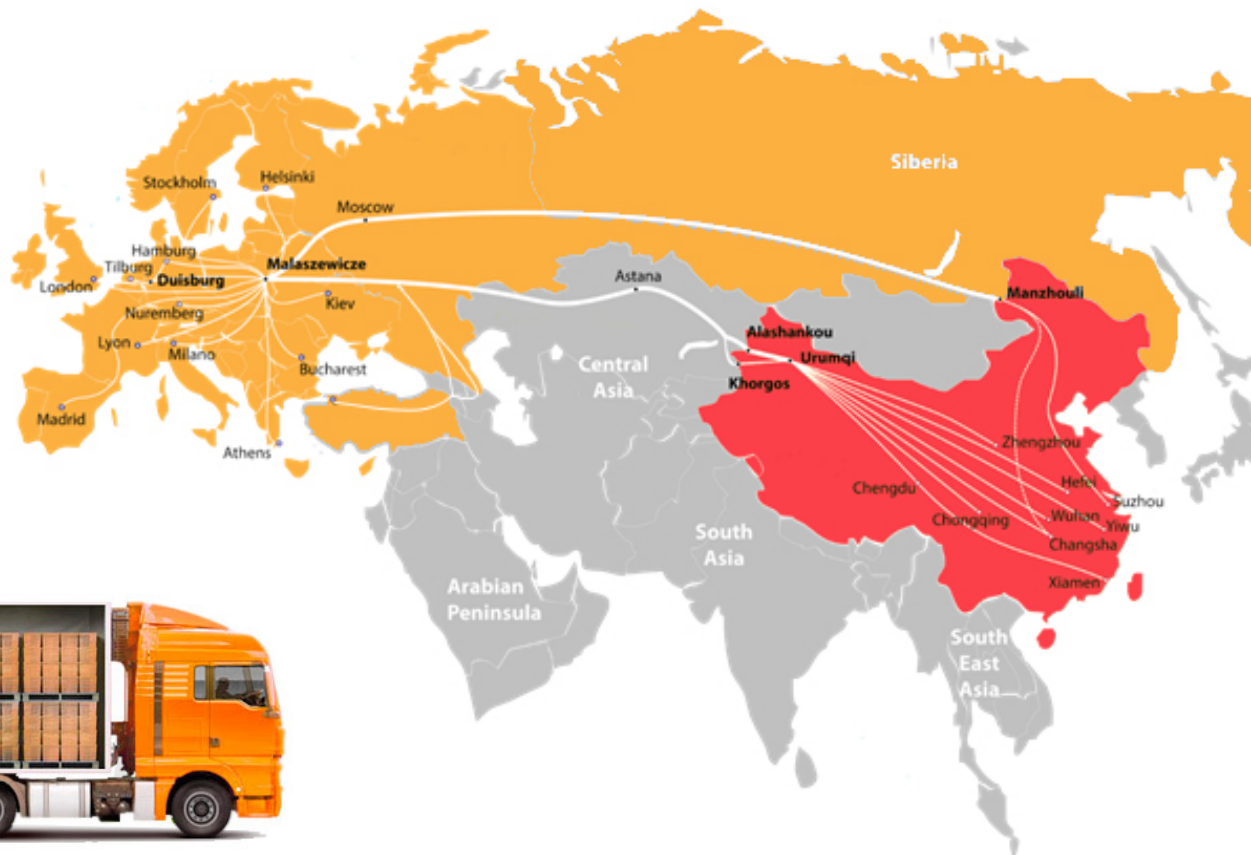 Siberia
Stockholm
Helsinki
Moscow
Hamburg
Malaszewicze
Tilburg
Duisburg
London
Astana
Kiev
Manzhouli
Nuremberg
Alashankou
Lyon
Milano
Urumqi
Bucharest
Central
Asia
Khorgos
Madrid
Athens
Zhengzhou
Chengdu
Hefei
Suzhou
Chongqing
Wuhan
Yiwu
South
Asia
Changsha
Arabian
Peninsula
Xiamen
South
East
Asia